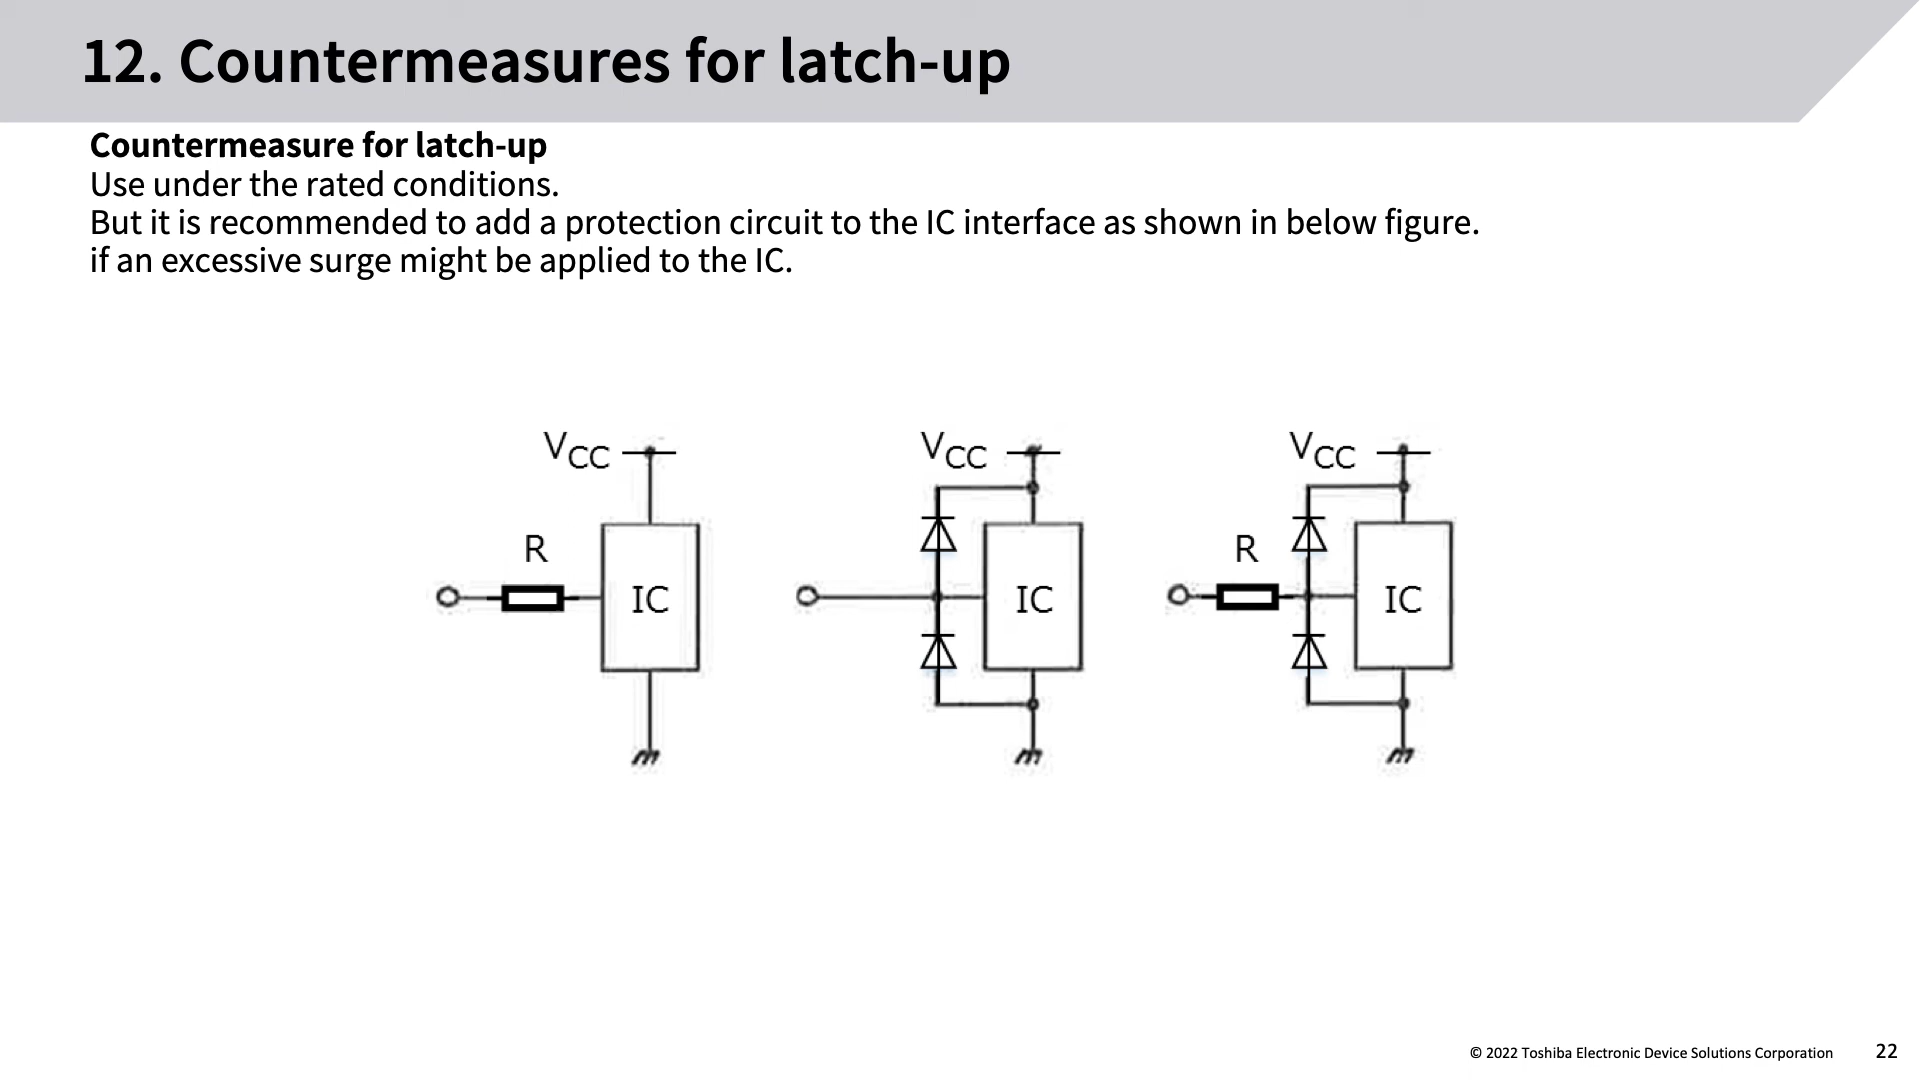 12. Countermeasures for latch-up
Countermeasure for latch-up
Use under the rated conditions.
But it is recommended to add a protection circuit to the IC interface as shown in below figure.
if an excessive surge might be applied to the IC.
VCC
R
IC
VCC
IC
VCC
R
IC
© 2022 Toshiba Electronic Device Solutions Corporation
22